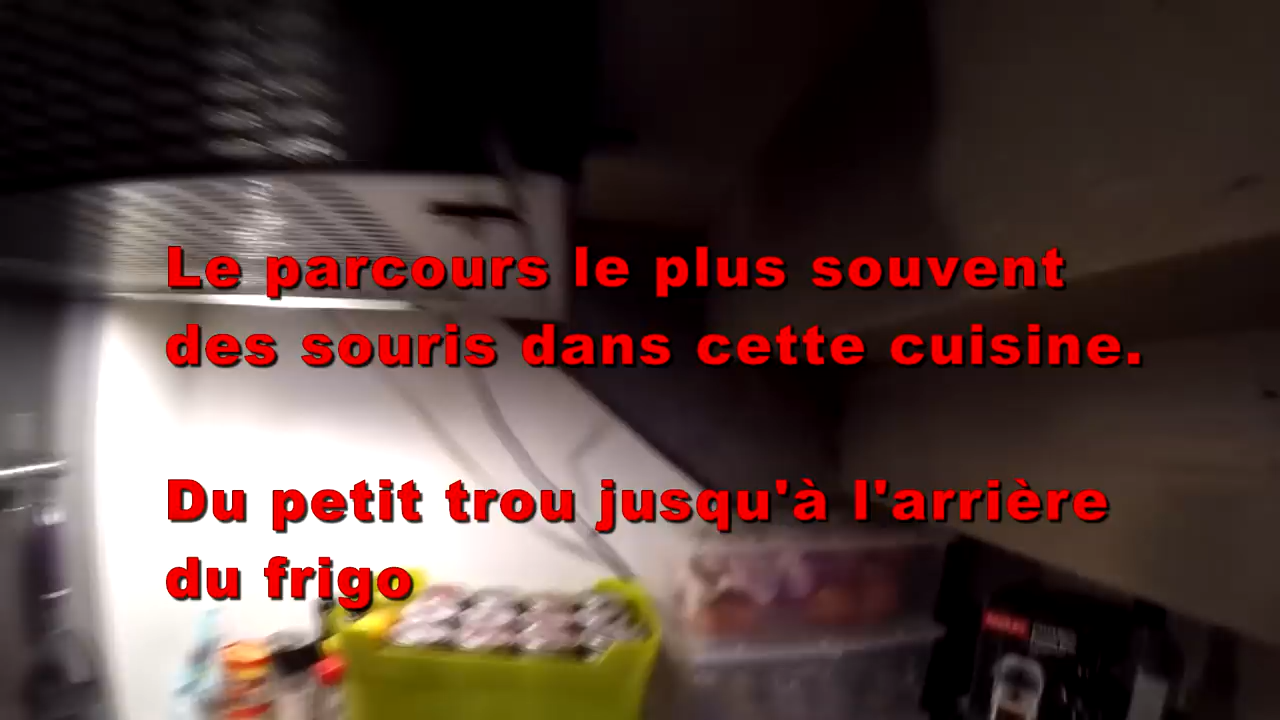 Le parcours le plus souvent
des souris dans cette cuisine.
Du petit trou jusqu'à l'arrière
du frigo